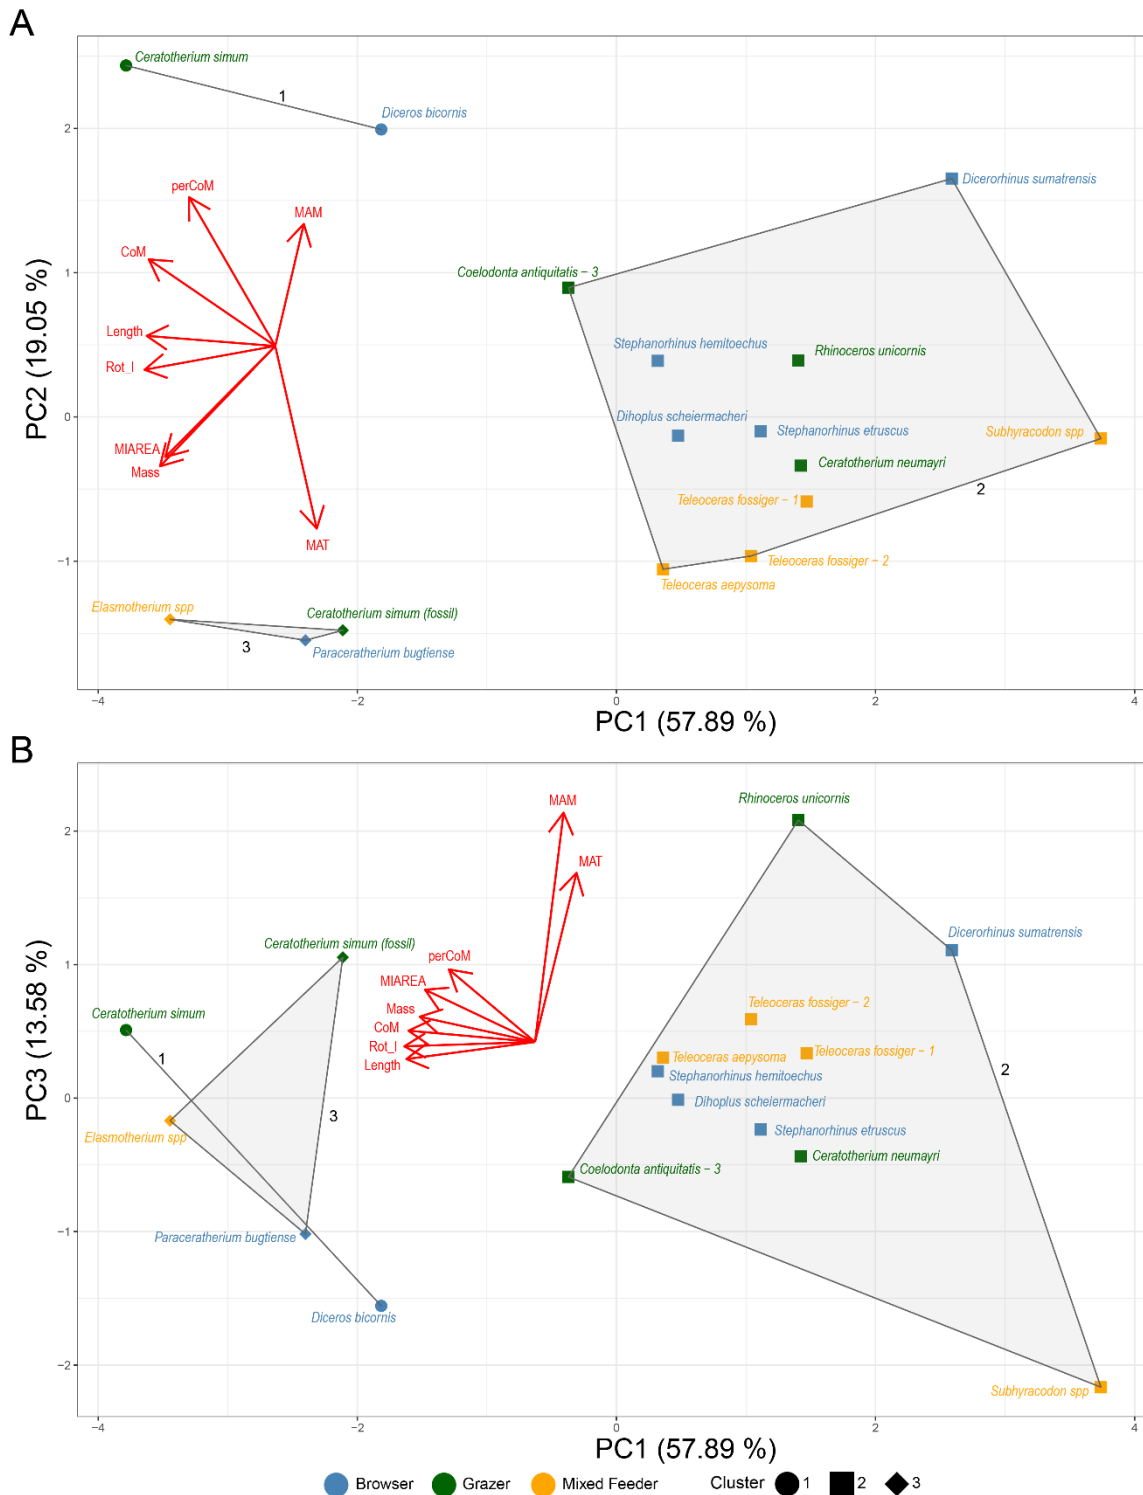 A
Ceratotherium simum
1
Diceros bicornis
2
perCoM
MAM
Dicerorhinus sumatrensis
CoM
Coelodonta antiquitatis – 3
1
Length
Rot_I
Stephanorhinus hemitoechus
Rhinoceros unicornis
PC2 (19.05 %)
0
Dihoplus scheiermacheri
Stephanorhinus etruscus
Subhyracodon spp
MIAREA
Mass
Ceratotherium neumayri
2
Teleoceras fossiger – 1
MAT
−1
Teleoceras fossiger – 2
Teleoceras aepysoma
Elasmotherium spp
Ceratotherium simum (fossil)
3
Paraceratherium bugtiense
−4
−2
0
2
4
PC1 (57.89 %)
B
Rhinoceros unicornis
MAM
2
MAT
Ceratotherium simum (fossil)
Dicerorhinus sumatrensis
perCoM
1
MIAREA
Mass
Ceratotherium simum
CoM
Rot_I
Length
Teleoceras fossiger – 2
Teleoceras fossiger – 1
Teleoceras aepysoma
1
Stephanorhinus hemitoechus
2
PC3 (13.58 %)
0
3
Dihoplus scheiermacheri
Elasmotherium spp
Stephanorhinus etruscus
Ceratotherium neumayri
Coelodonta antiquitatis – 3
−1
Paraceratherium bugtiense
Diceros bicornis
−2
Subhyracodon spp
−4
−2
0
2
4
PC1 (57.89 %)
Browser Grazer Mixed Feeder Cluster 1 2 3